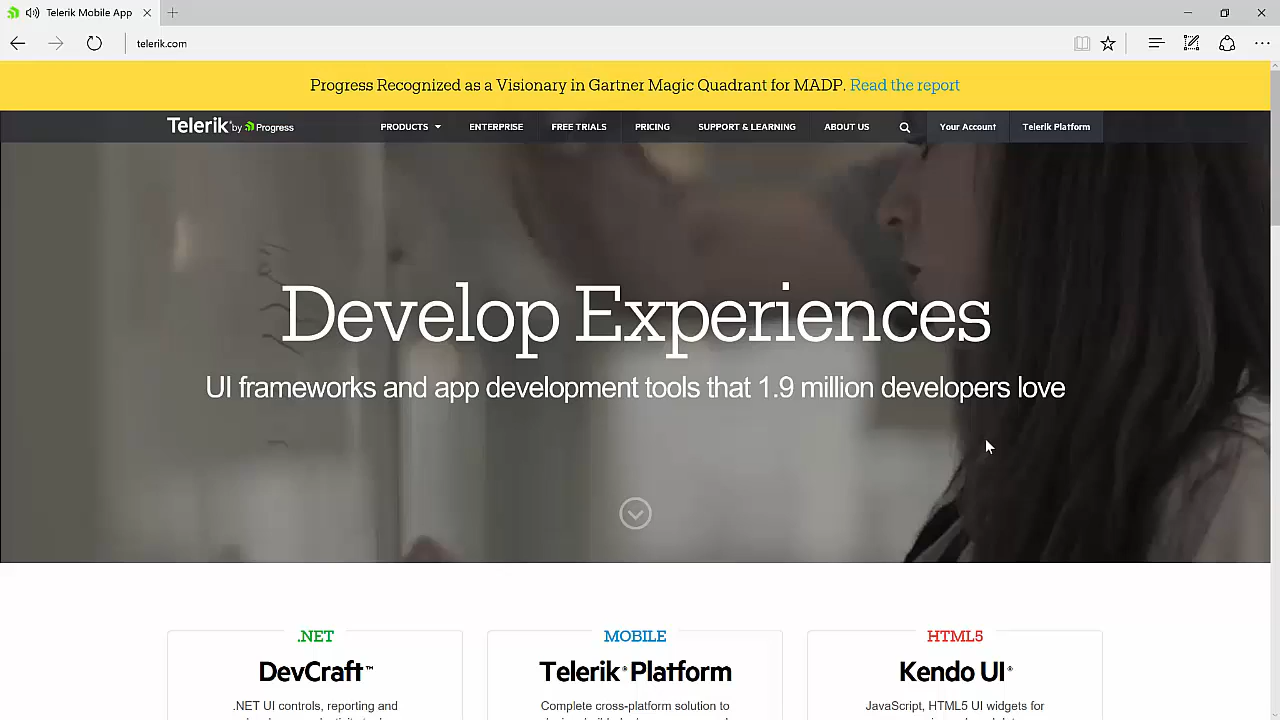 Telerik Mobile App
telerik.com
Progress Recognized as a Visionary in Gartner Magic Quadrant for MADP. Read the report
Telerik® by Progress
PRODUCTS ENTERPRISE FREE TRIALS PRICING SUPPORT & LEARNING ABOUT US Your Account Telerik Platform
Develop Experiences
UI frameworks and app development tools that 1.9 million developers love
.NET
DevCraft™
.NET UI controls, reporting and
MOBILE
Telerik® Platform
Complete cross-platform solution to
HTML5
Kendo UI®
JavaScript, HTML5 UI widgets for